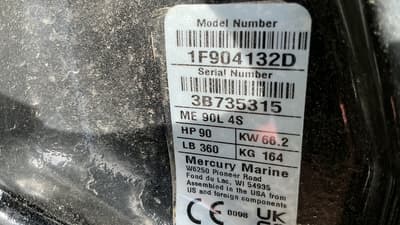 Model Number
1F904132D
Serial Number
3B735315
ME 90L 4S
HP 90 KW 66.2
LB 360 KG 164
Mercury Marine
W6250 Pioneer Road
Fond du Lac, WI 54935
Assembled in the USA from US
and foreign components
CE 0098 UK